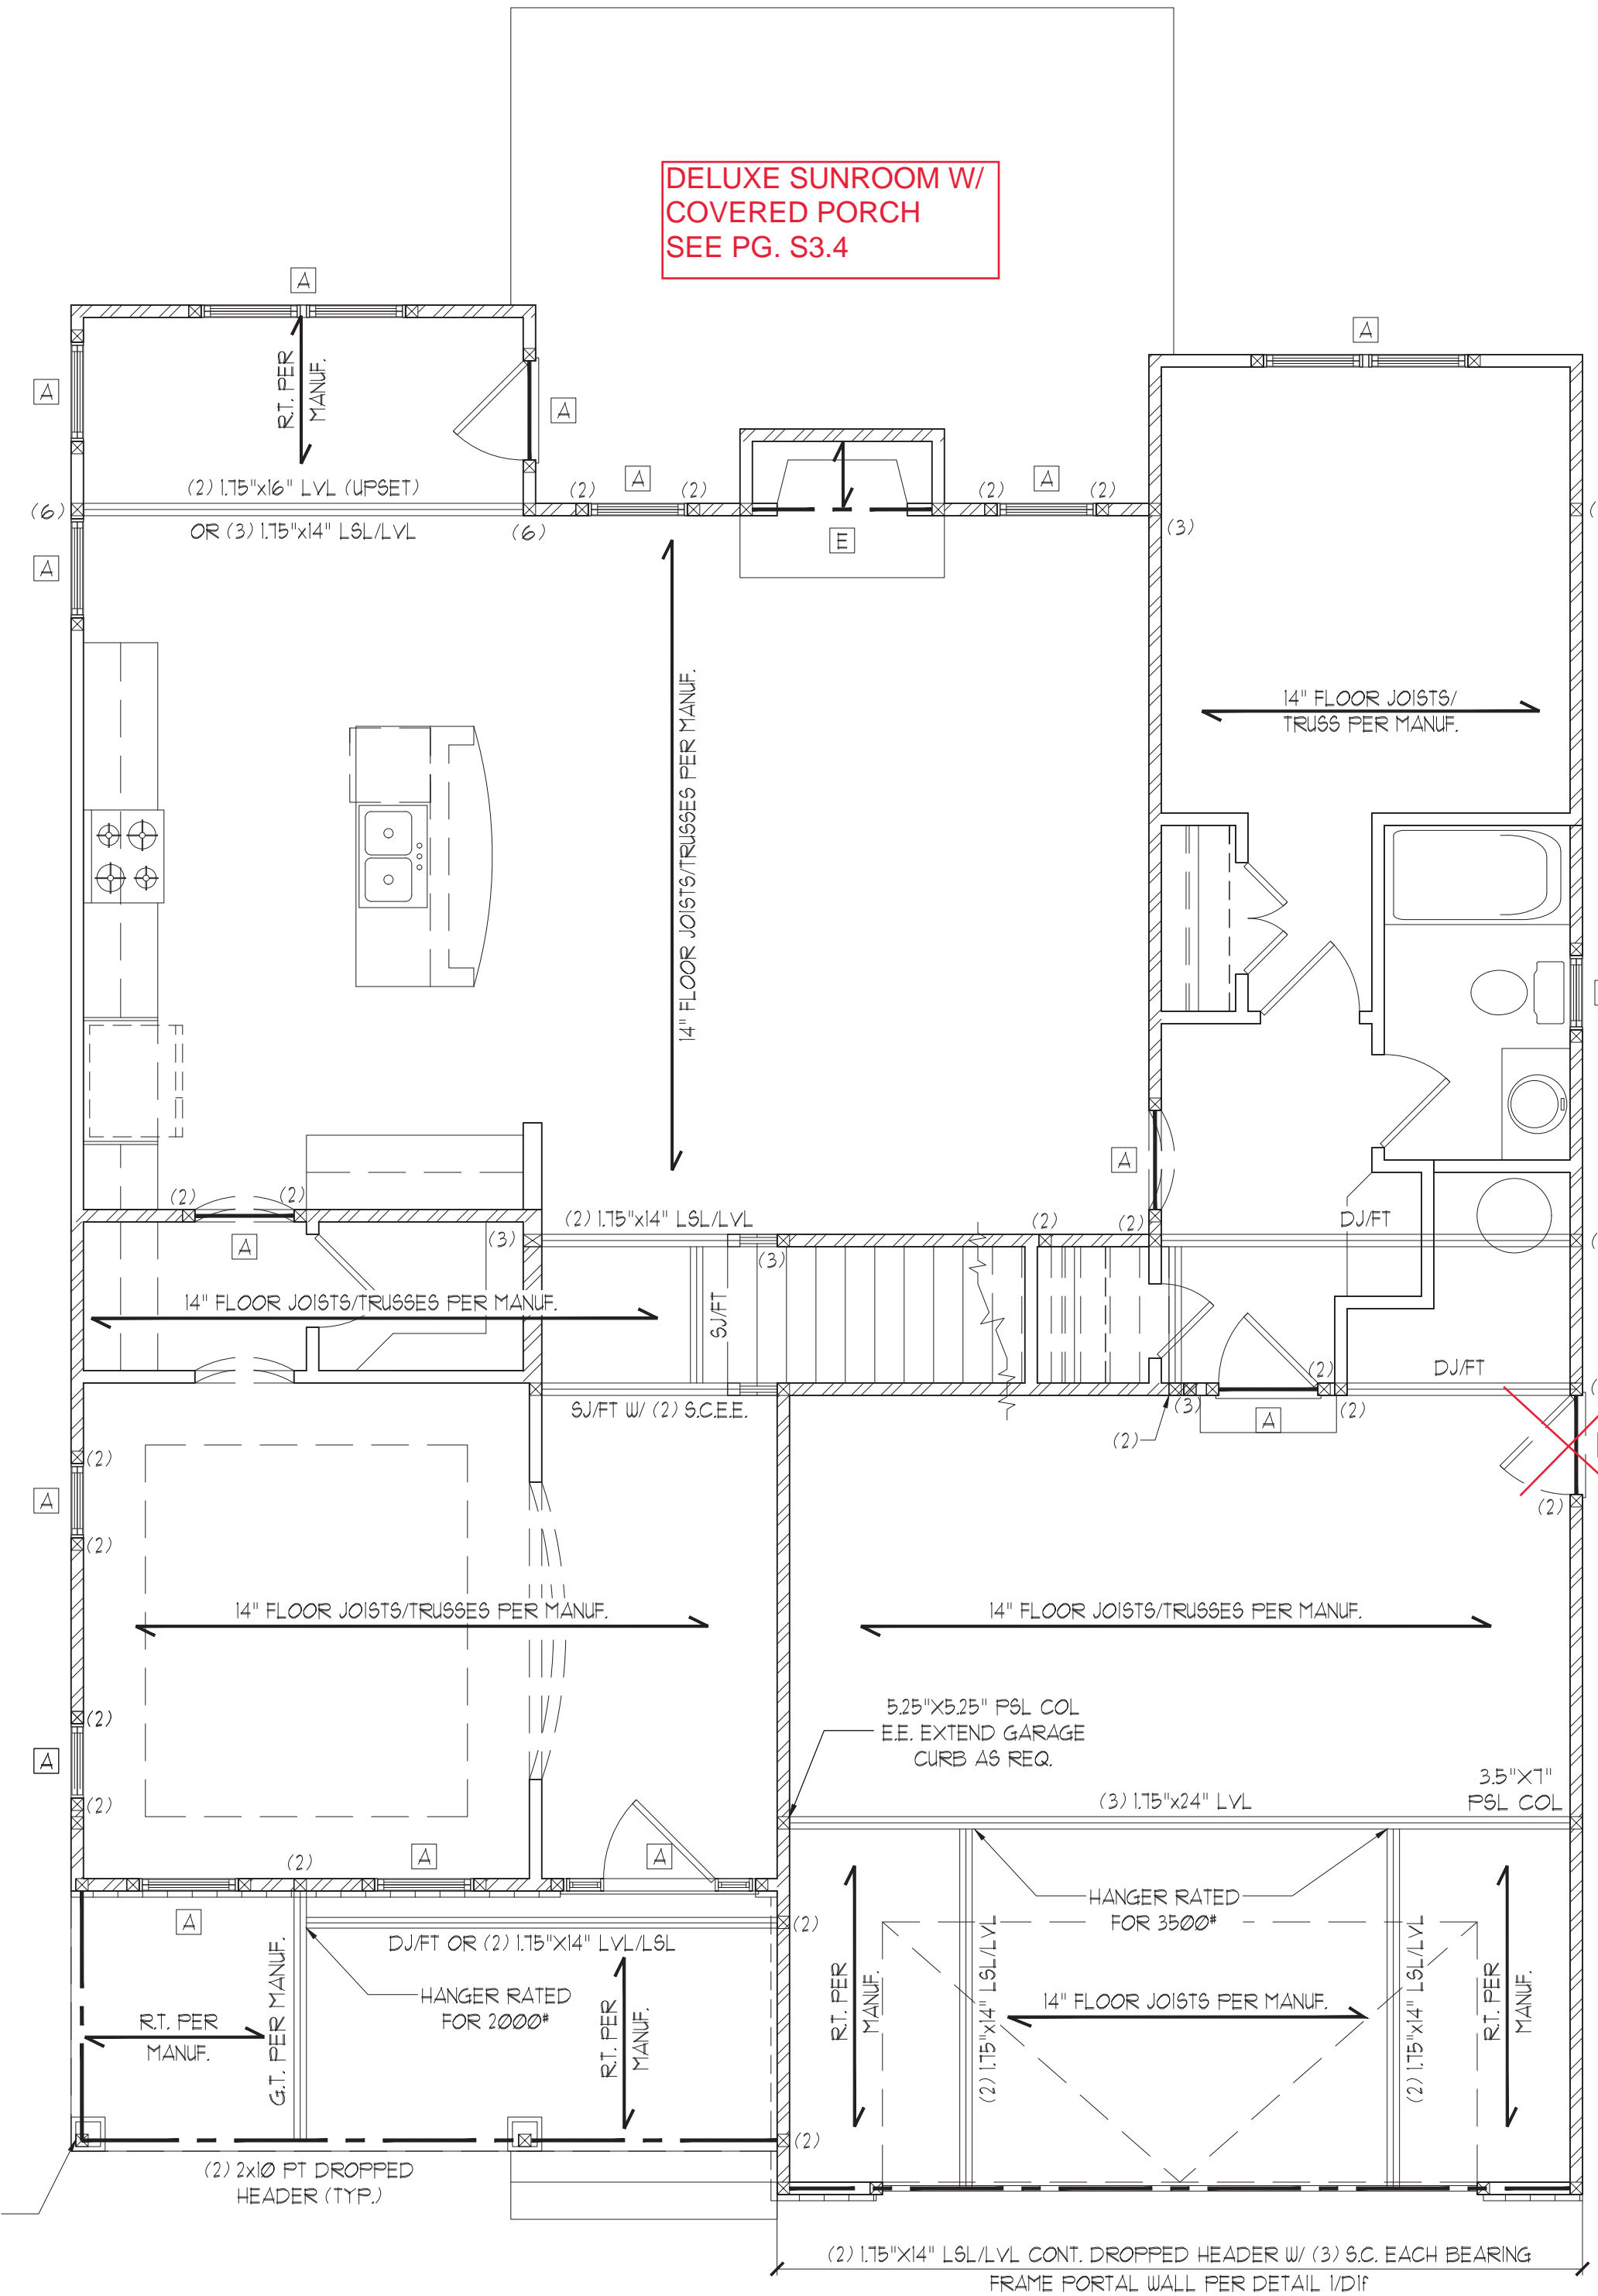 DELUXE SUNROOM W/
COVERED PORCH
SEE PG. S3.4
A
A
A
R.T. PER
MANUF.
A
A
(2) 1.75"x16" LVL (UPSET)
OR (3) 1.75"x14" LSL/LVL
(6)
(6)
(2)
A
(2)
(2)
A
(2)
E
(3)
A
14" FLOOR JOISTS/TRUSSES PER MANUF.
14" FLOOR JOISTS/
TRUSS PER MANUF.
A
(2)
(2)
A
(3)
(2) 1.75"x14" LSL/LVL
(3)
(2)
(2)
DJ/FT
14" FLOOR JOISTS/TRUSSES PER MANUF.
SJ/FT
SJ/FT W/ (2) S.C.E.E.
DJ/FT
(2)
(3)
(2)
A
(2)
(2)
(2)
A
(2)
14" FLOOR JOISTS/TRUSSES PER MANUF.
14" FLOOR JOISTS/TRUSSES PER MANUF.
(2)
A
(2)
5.25"X5.25" PSL COL
E.E. EXTEND GARAGE
CURB AS REQ.
(3) 1.75"x24" LVL
3.5"X7"
PSL COL
(2)
A
A
A
DJ/FT OR (2) 1.75"X14" LVL/LSL
(2)
HANGER RATED
FOR 2000#
HANGER RATED
FOR 3500#
R.T. PER
MANUF.
G.T. PER MANUF.
R.T. PER
MANUF.
R.T. PER
MANUF.
(2) 1.75"x14" LSL/LVL
14" FLOOR JOISTS PER MANUF.
(2) 1.75"x14" LSL/LVL
R.T. PER
MANUF.
(2)
(2) 2x10 PT DROPPED
HEADER (TYP.)
(2) 1.75"X14" LSL/LVL CONT. DROPPED HEADER W/ (3) S.C. EACH BEARING
FRAME PORTAL WALL PER DETAIL 1/D1f